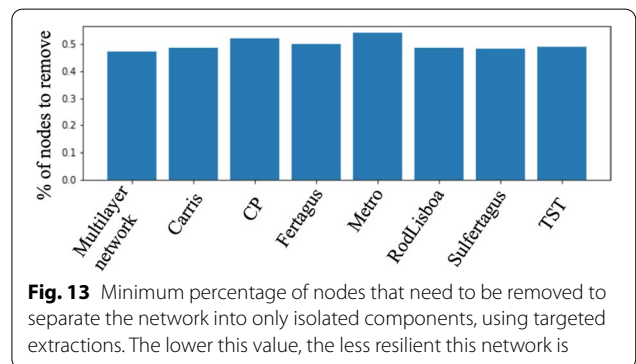 % of nodes to remove
0.5
0.4
0.3
0.2
0.1
0.0
Multilayer
network
Carris
CP
Fertagus
Metro
RodLisboa
Sulfertagus
TST
Fig. 13 Minimum percentage of nodes that need to be removed to
separate the network into only isolated components, using targeted
extractions. The lower this value, the less resilient this network is